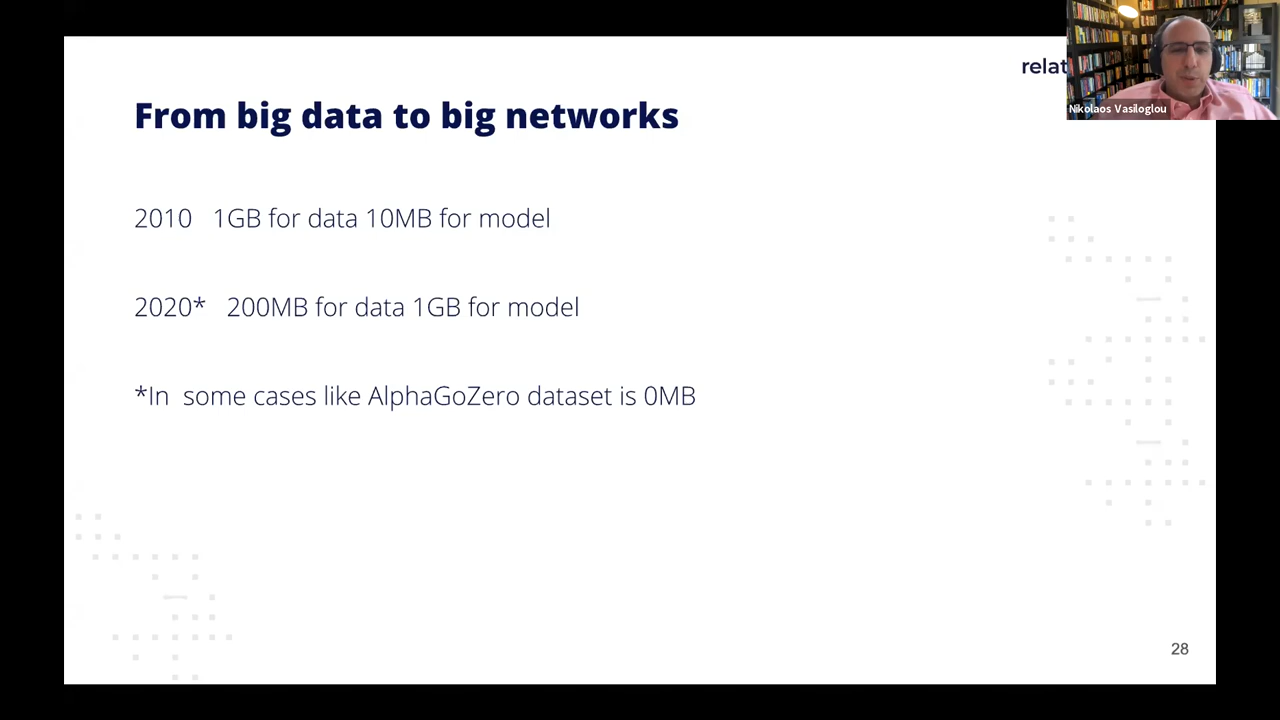 From big data to big networks
2010 1GB for data 10MB for model
2020* 200MB for data 1GB for model
*In some cases like AlphaGoZero dataset is 0MB
28
Nikolaos Vasiloglou